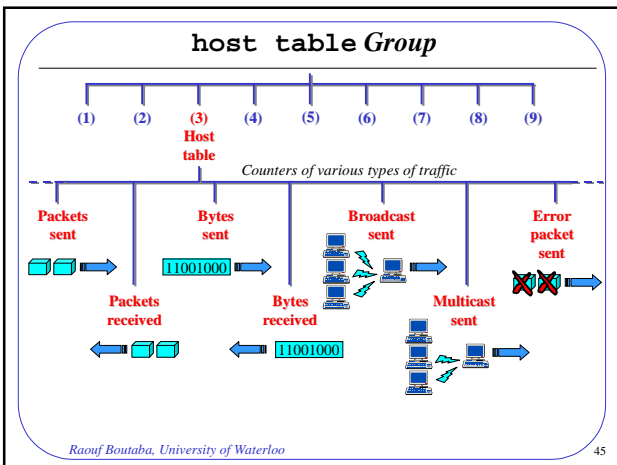 host table Group
(1) (2) (3) (4) (5) (6) (7) (8) (9)
Host
table
Counters of various types of traffic
Packets
sent
Bytes
sent
Broadcast
sent
Error
packet
sent
11001000
Packets
received
Bytes
received
Multicast
sent
11001000
Raouf Boutaba, University of Waterloo
45